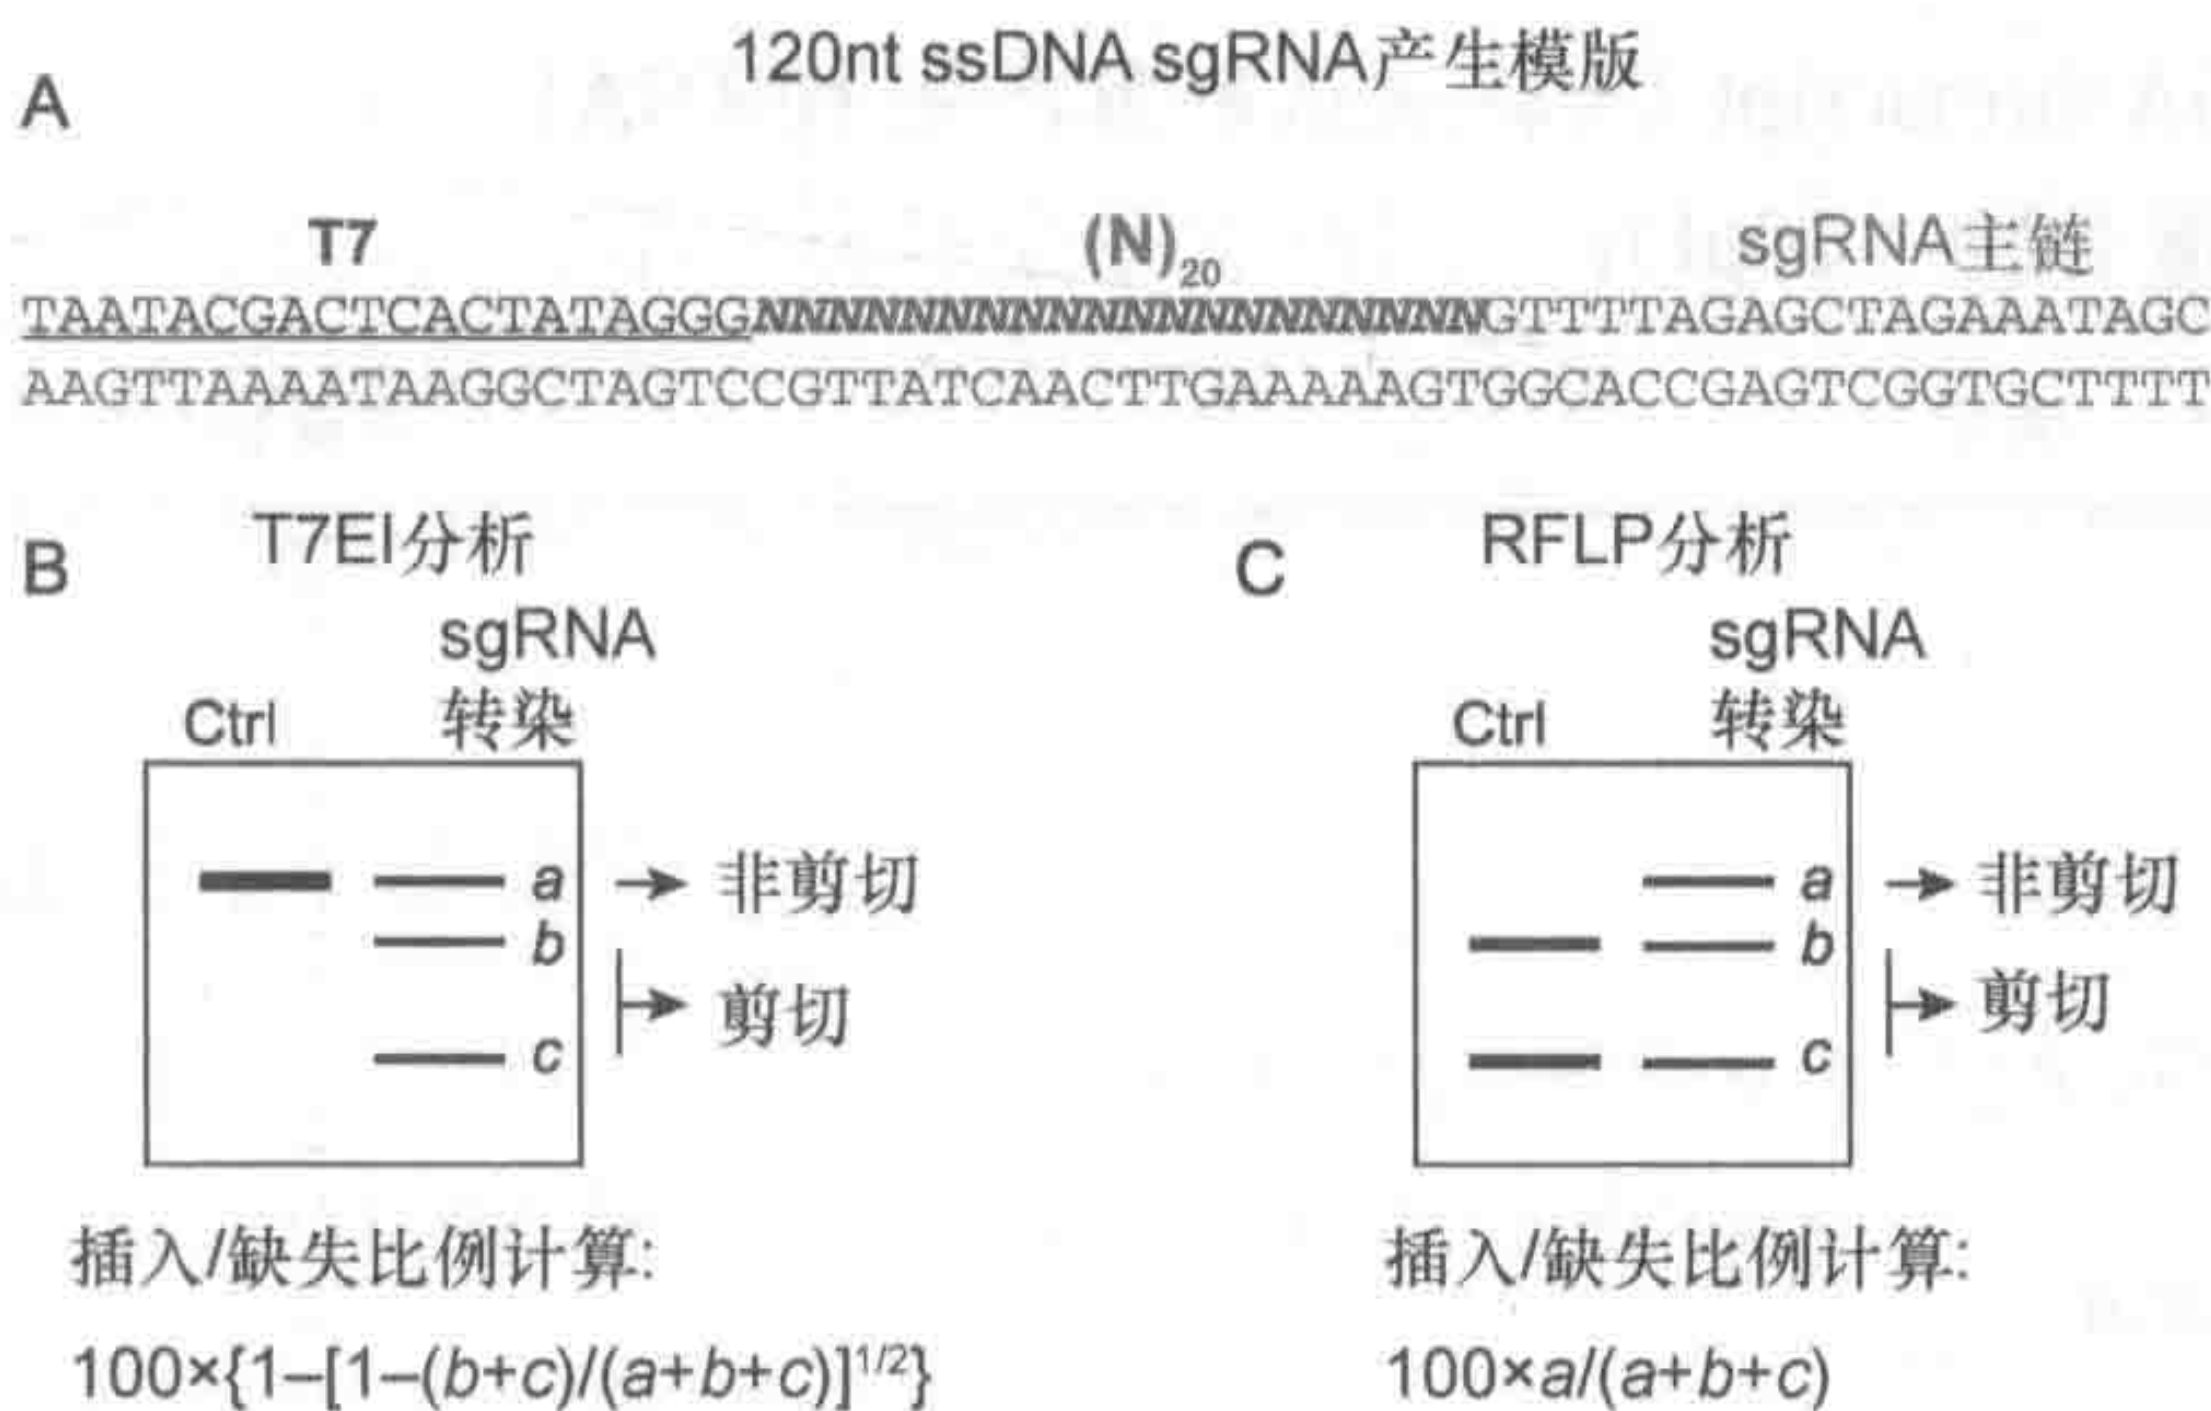 120nt ssDNA sgRNA产生模版
A
T7 (N)20 sgRNA主链
TAATACGACTCACTATAGGGNNNNNNNNNNNNNNNNNNNNGTTTTAGAGCTAGAAATAGC
AAGTTAAAATAAGGCTAGTCCGTTATCAACTTGAAAAAGTGGCACCGAGTCGGTGCTTTT
B T7EI分析
sgRNA
Ctrl 转染
a 非剪切
b
剪切
c
插入/缺失比例计算:
100×{1–[1–(b+c)/(a+b+c)]1/2}
C RFLP分析
sgRNA
Ctrl 转染
a 非剪切
b
剪切
c
插入/缺失比例计算:
100×a/(a+b+c)